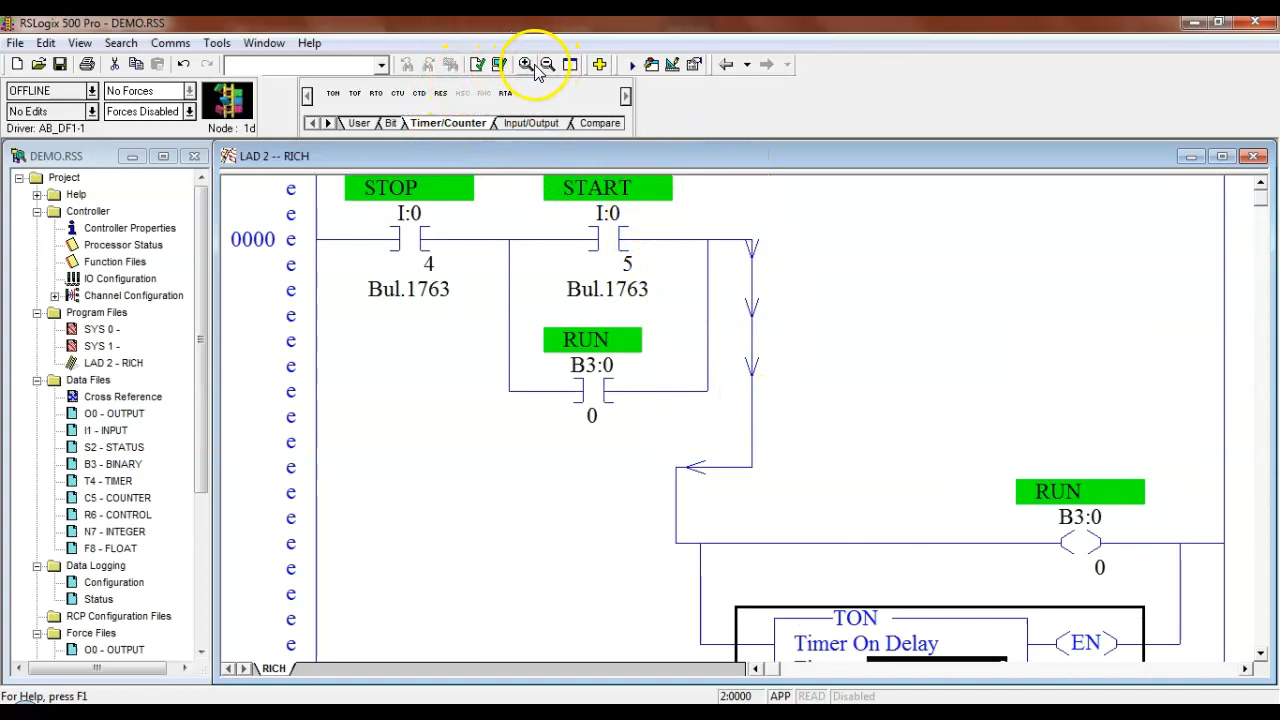 RSLogix 500 Pro - DEMO.RSS
File Edit View Search Comms Tools Window Help
OFFLINE No Forces
No Edits Forces Disabled
Driver: AB_DF1-1 Node : 1d
TON TOF RTO CTU CTD RES HSC RHC RTA
User Bit Timer/Counter Input/Output Compare
DEMO.RSS
Project
Help
Controller
Controller Properties
Processor Status
Function Files
IO Configuration
Channel Configuration
Program Files
SYS 0 -
SYS 1 -
LAD 2 - RICH
Data Files
Cross Reference
O0 - OUTPUT
I1 - INPUT
S2 - STATUS
B3 - BINARY
T4 - TIMER
C5 - COUNTER
R6 - CONTROL
N7 - INTEGER
F8 - FLOAT
Data Logging
Configuration
Status
RCP Configuration Files
Force Files
O0 - OUTPUT
LAD 2 -- RICH
e STOP START
e I:0 I:0
0000 e
e 4 5
e Bul.1763 Bul.1763
e
e RUN
e B3:0
e
e 0
e
e
e RUN
e B3:0
e
e 0
e
e TON
e Timer On Delay EN
RICH
For Help, press F1 2:0000 APP READ Disabled